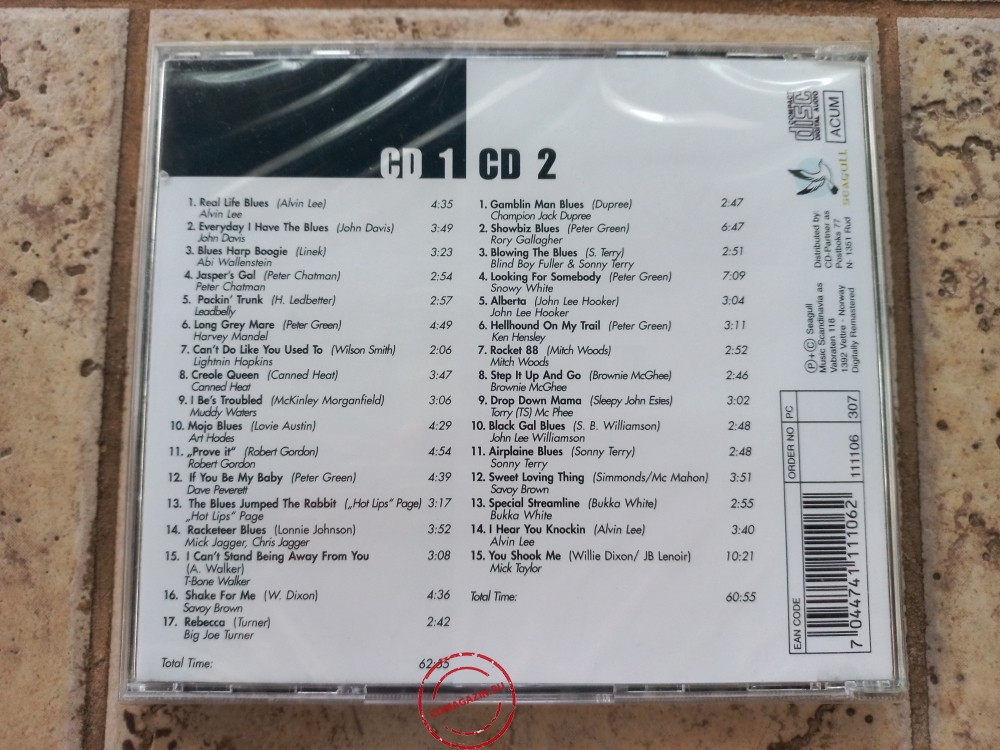 CD 1
1. Real Life Blues (Alvin Lee) 4:35
Alvin Lee
2. Everyday I Have The Blues (John Davis) 3:49
John Davis
3. Blues Harp Boogie (Linek) 3:23
Abi Wallenstein
4. Jasper's Gal (Peter Chatman) 2:54
Peter Chatman
5. Packin' Trunk (H. Ledbetter) 2:57
Leadbelly
6. Long Grey Mare (Peter Green) 4:49
Harvey Mandel
7. Can't Do Like You Used To (Wilson Smith) 2:06
Lightnin Hopkins
8. Creole Queen (Canned Heat) 3:47
Canned Heat
9. I Be's Troubled (McKinley Morganfield) 3:06
Muddy Waters
10. Mojo Blues (Lovie Austin) 4:29
Art Hodes
11. „Prove it“ (Robert Gordon) 4:54
Robert Gordon
12. If You Be My Baby (Peter Green) 4:39
Dave Peverett
13. The Blues Jumped The Rabbit („Hot Lips“ Page) 3:17
„Hot Lips“ Page
14. Racketeer Blues (Lonnie Johnson) 3:52
Mick Jagger, Chris Jagger
15. I Can't Stand Being Away From You 3:08
(A. Walker)
T-Bone Walker
16. Shake For Me (W. Dixon) 4:36
Savoy Brown
17. Rebecca (Turner) 2:42
Big Joe Turner
Total Time: 62:55
CD 2
1. Gamblin Man Blues (Dupree) 2:47
Champion Jack Dupree
2. Showbiz Blues (Peter Green) 6:47
Rory Gallagher
3. Blowing The Blues (S. Terry) 2:51
Blind Boy Fuller & Sonny Terry
4. Looking For Somebody (Peter Green) 7:09
Snowy White
5. Alberta (John Lee Hooker) 3:04
John Lee Hooker
6. Hellhound On My Trail (Peter Green) 3:11
Ken Hensley
7. Rocket 88 (Mitch Woods) 2:52
Mitch Woods
8. Step It Up And Go (Brownie McGhee) 2:46
Brownie McGhee
9. Drop Down Mama (Sleepy John Estes) 3:02
Torry (TS) Mc Phee
10. Black Gal Blues (S. B. Williamson) 2:48
John Lee Williamson
11. Airplaine Blues (Sonny Terry) 2:48
Sonny Terry
12. Sweet Loving Thing (Simmonds/Mc Mahon) 3:51
Savoy Brown
13. Special Streamline (Bukka White) 2:55
Bukka White
14. I Hear You Knockin (Alvin Lee) 3:40
Alvin Lee
15. You Shook Me (Willie Dixon/ JB Lenoir) 10:21
Mick Taylor
Total Time: 60:55
COMPACT
disc
DIGITAL AUDIO
ACUM
SEAGULL
Distributed by:
CD-Partner as
Postboks 77
N- 1351 Rud
Ⓟ+Ⓒ Seagull
Music Scandinavia as
Vabraten 118
1392 Vettre - Norway
Digitally Remastered
ORDER NO
111106
PC
307
EAN CODE
7 044741 111062
CDMAGAZIN.RU